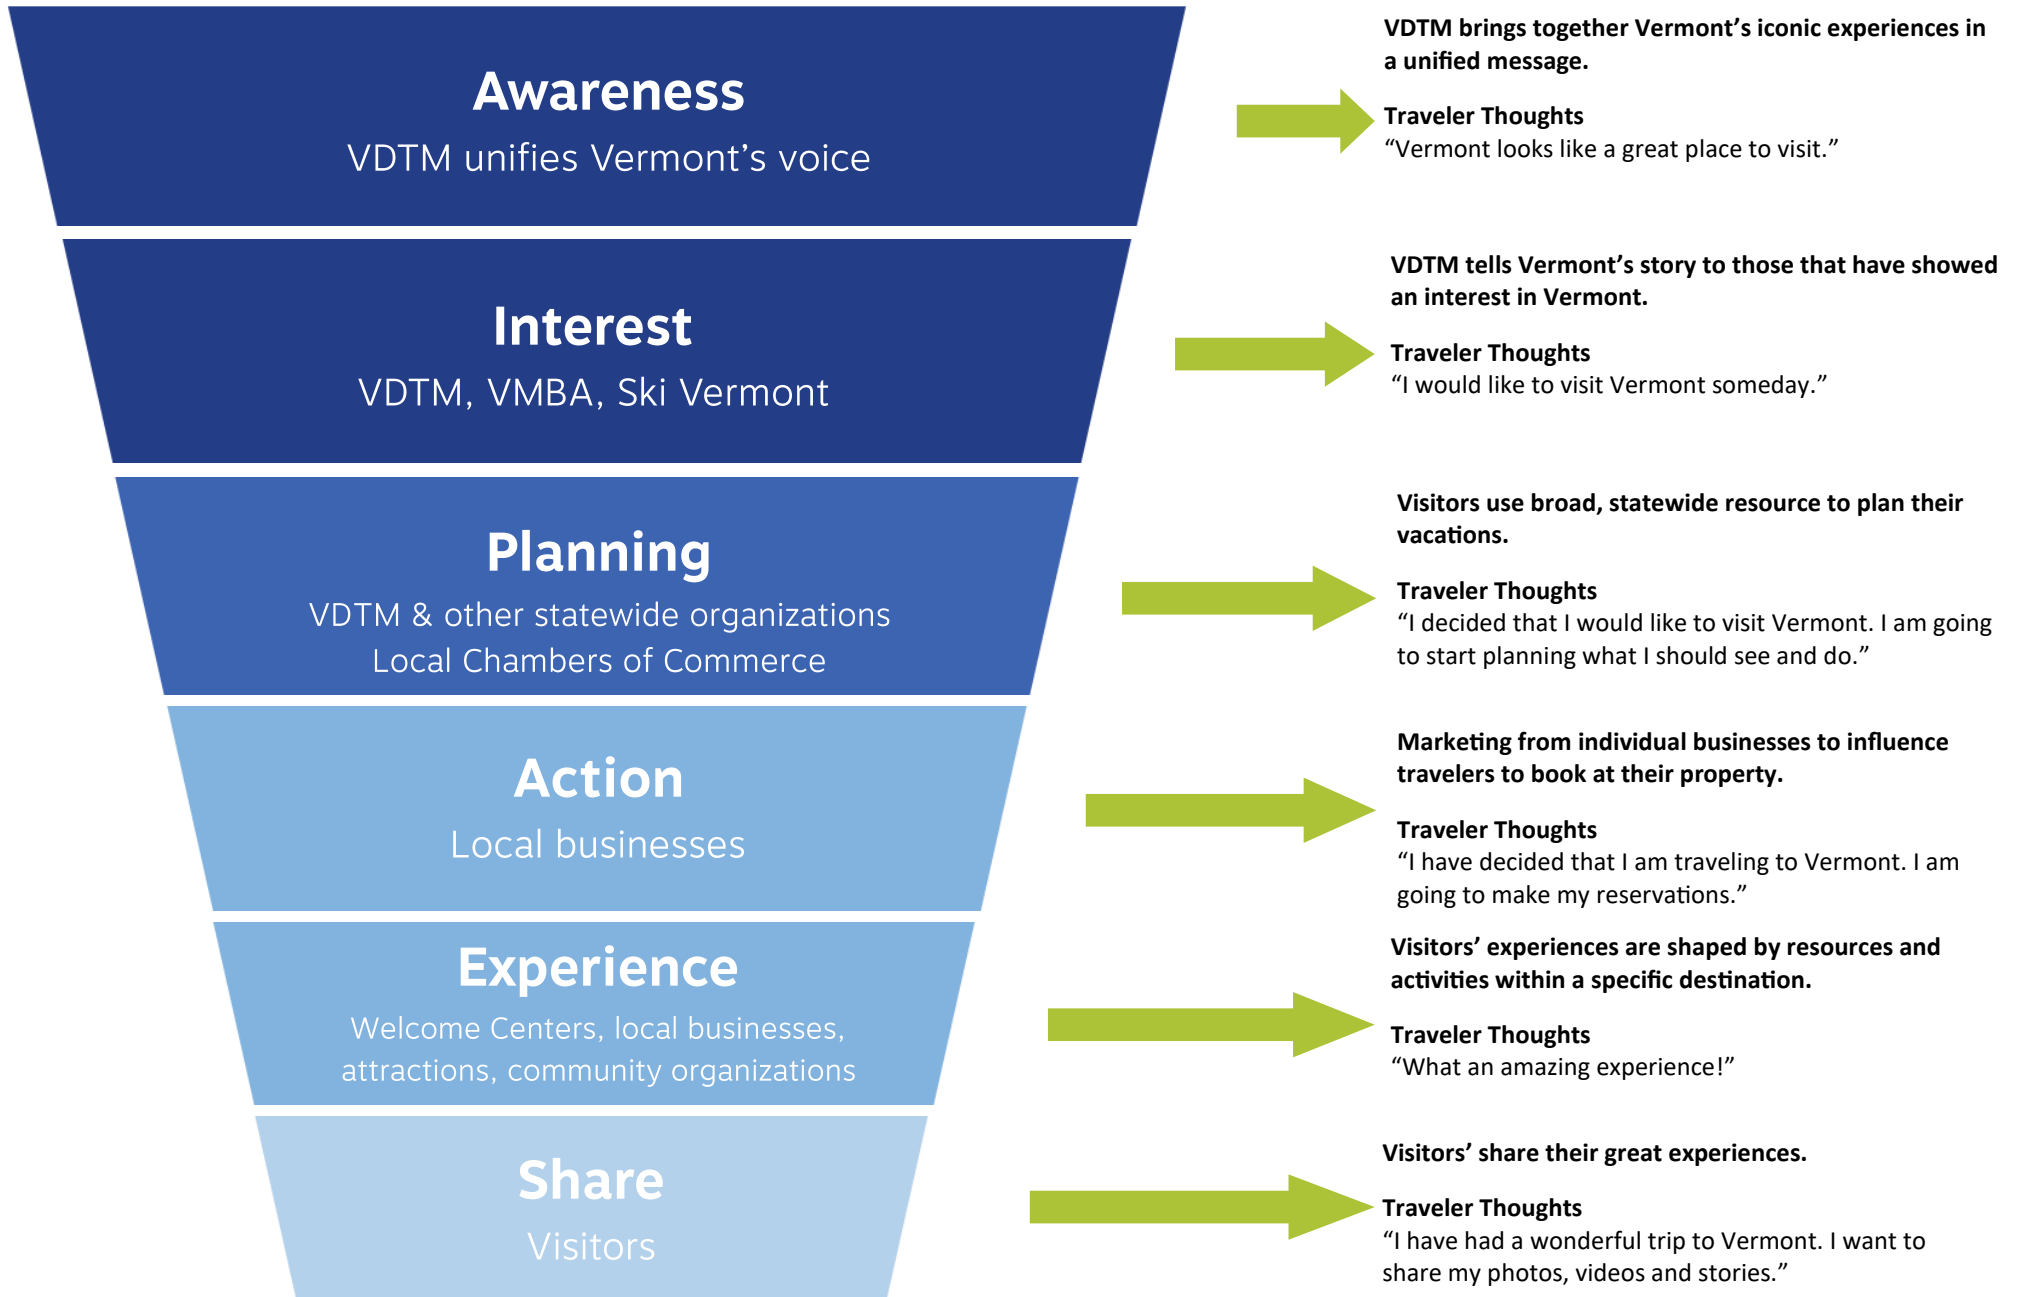 Awareness
VDTM unifies Vermont’s voice
VDTM brings together Vermont’s iconic experiences in
a unified message.
Traveler Thoughts
“Vermont looks like a great place to visit.”
Interest
VDTM, VMBA, Ski Vermont
VDTM tells Vermont’s story to those that have showed
an interest in Vermont.
Traveler Thoughts
“I would like to visit Vermont someday.”
Planning
VDTM & other statewide organizations
Local Chambers of Commerce
Visitors use broad, statewide resource to plan their
vacations.
Traveler Thoughts
“I decided that I would like to visit Vermont. I am going
to start planning what I should see and do.”
Action
Local businesses
Marketing from individual businesses to influence
travelers to book at their property.
Traveler Thoughts
“I have decided that I am traveling to Vermont. I am
going to make my reservations.”
Experience
Welcome Centers, local businesses,
attractions, community organizations
Visitors’ experiences are shaped by resources and
activities within a specific destination.
Traveler Thoughts
“What an amazing experience!”
Share
Visitors
Visitors’ share their great experiences.
Traveler Thoughts
“I have had a wonderful trip to Vermont. I want to
share my photos, videos and stories.”